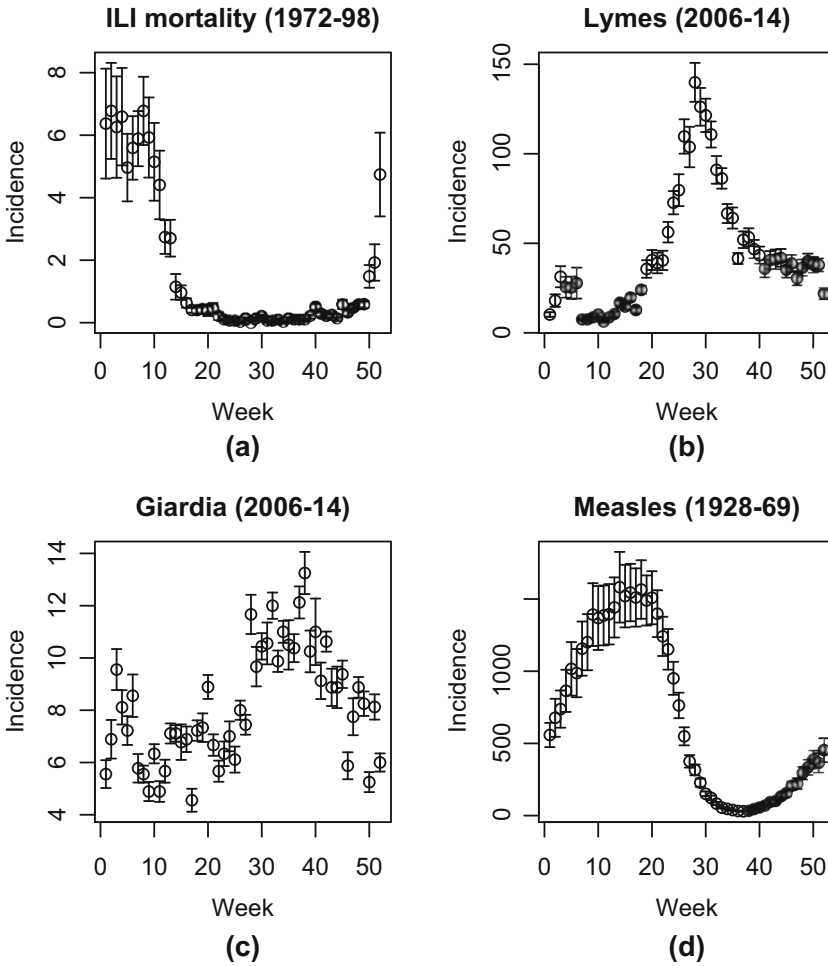 ILI mortality (1972-98)
Incidence
8
6
4
2
0
0 10 20 30 40 50
Week
(a)
Lymes (2006-14)
Incidence
150
100
50
0
0 10 20 30 40 50
Week
(b)
Giardia (2006-14)
Incidence
14
12
10
8
6
4
0 10 20 30 40 50
Week
(c)
Measles (1928-69)
Incidence
1000
500
0
0 10 20 30 40 50
Week
(d)